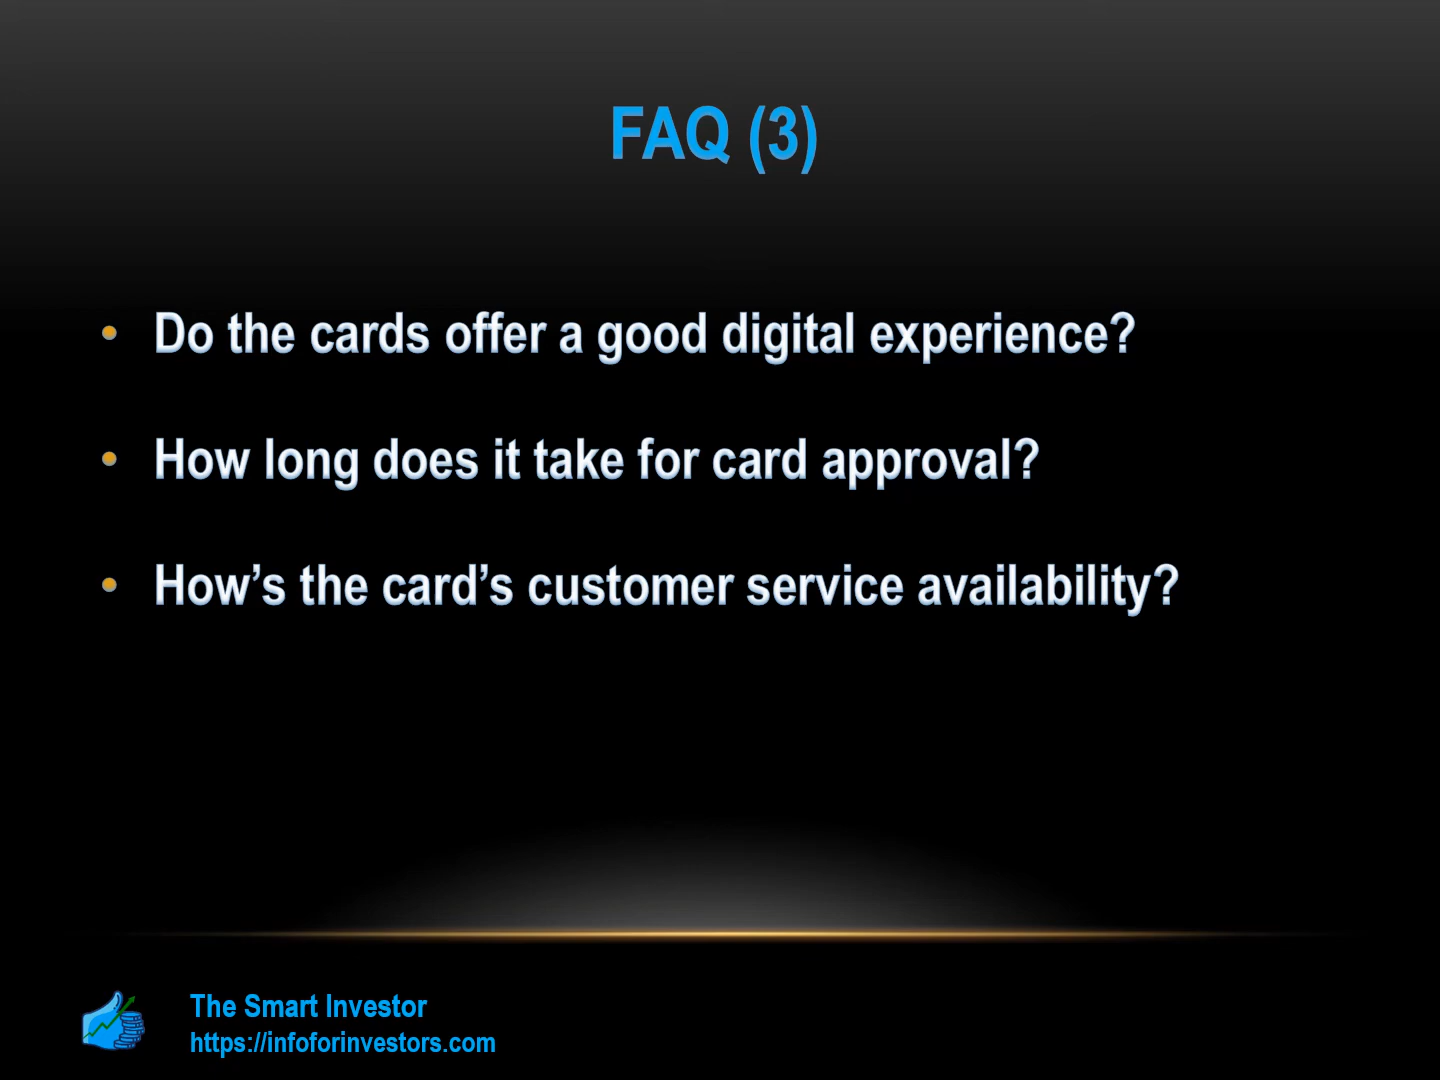 FAQ (3)
• Do the cards offer a good digital experience?
• How long does it take for card approval?
• How’s the card’s customer service availability?
The Smart Investor
https://infoforinvestors.com